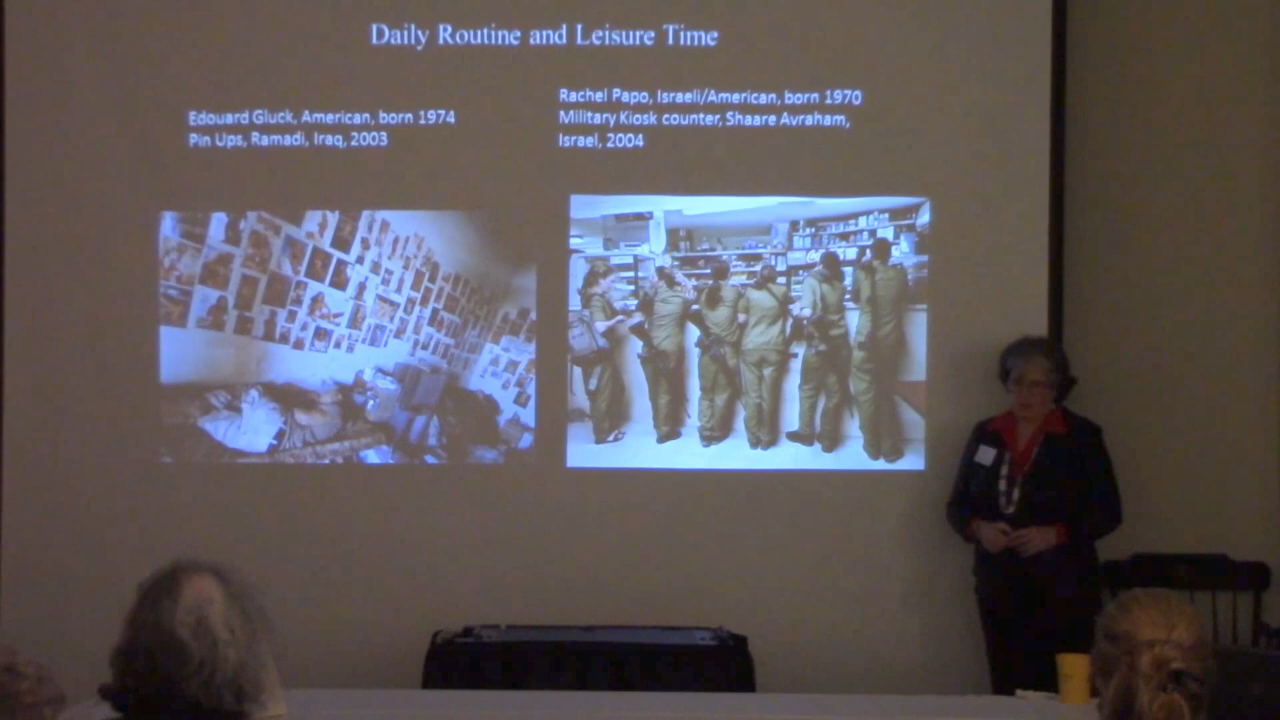 Daily Routine and Leisure Time
Edouard Gluck, American, born 1974
Pin Ups, Ramadi, Iraq, 2003
Rachel Papo, Israeli/American, born 1970
Military Kiosk counter, Shaare Avraham,
Israel, 2004